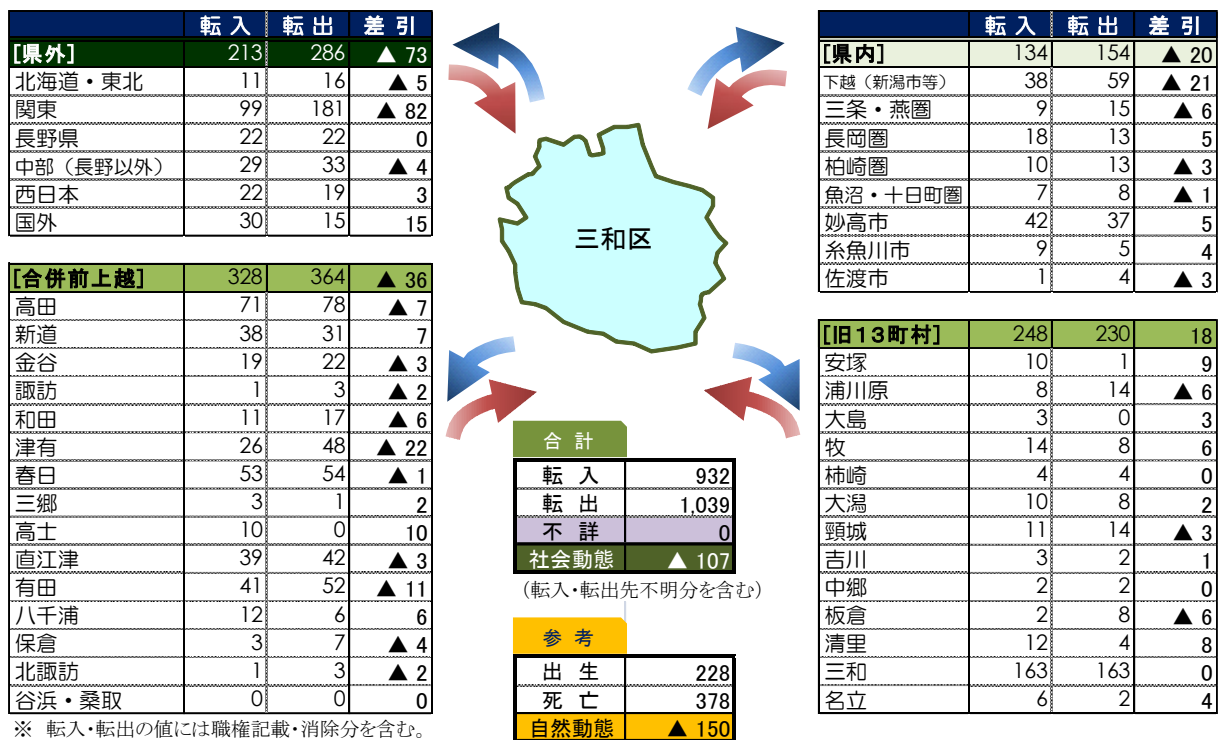 転入 転出 差引
[県外] 213 286 ▲ 73
北海道・東北 11 16 ▲ 5
関東 99 181 ▲ 82
長野県 22 22 0
中部（長野以外） 29 33 ▲ 4
西日本 22 19 3
国外 30 15 15
[合併前上越] 328 364 ▲ 36
高田 71 78 ▲ 7
新道 38 31 7
金谷 19 22 ▲ 3
諏訪 1 3 ▲ 2
和田 11 17 ▲ 6
津有 26 48 ▲ 22
春日 53 54 ▲ 1
三郷 3 1 2
高士 10 0 10
直江津 39 42 ▲ 3
有田 41 52 ▲ 11
八千浦 12 6 6
保倉 3 7 ▲ 4
北諏訪 1 3 ▲ 2
谷浜・桑取 0 0 0
※ 転入・転出の値には職権記載・消除分を含む。
三和区
合計
転入 932
転出 1,039
不詳 0
社会動態 ▲ 107
（転入・転出先不明分を含む）
参考
出生 228
死亡 378
自然動態 ▲ 150
転入 転出 差引
[県内] 134 154 ▲ 20
下越（新潟市等） 38 59 ▲ 21
三条・燕圏 9 15 ▲ 6
長岡圏 18 13 5
柏崎圏 10 13 ▲ 3
魚沼・十日町圏 7 8 ▲ 1
妙高市 42 37 5
糸魚川市 9 5 4
佐渡市 1 4 ▲ 3
[旧13町村] 248 230 18
安塚 10 1 9
浦川原 8 14 ▲ 6
大島 3 0 3
牧 14 8 6
柿崎 4 4 0
大潟 10 8 2
頸城 11 14 ▲ 3
吉川 3 2 1
中郷 2 2 0
板倉 2 8 ▲ 6
清里 12 4 8
三和 163 163 0
名立 6 2 4